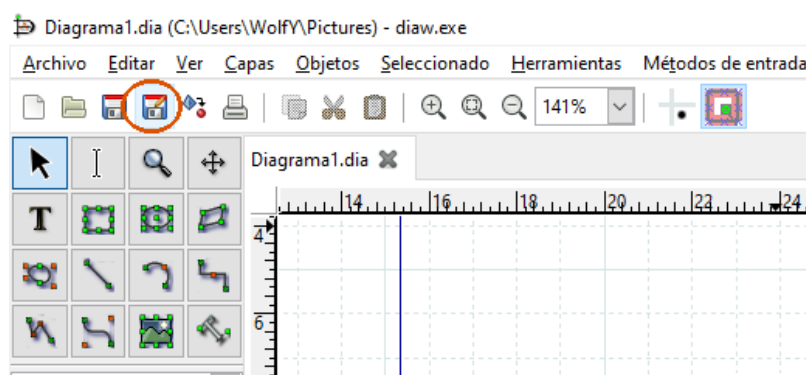 Diagrama1.dia (C:\Users\WolfY\Pictures) - diaw.exe
Archivo Editar Ver Capas Objetos Seleccionado Herramientas Métodos de entrada
141%
Diagrama1.dia
T
14 16 18 20 22 24
4
6